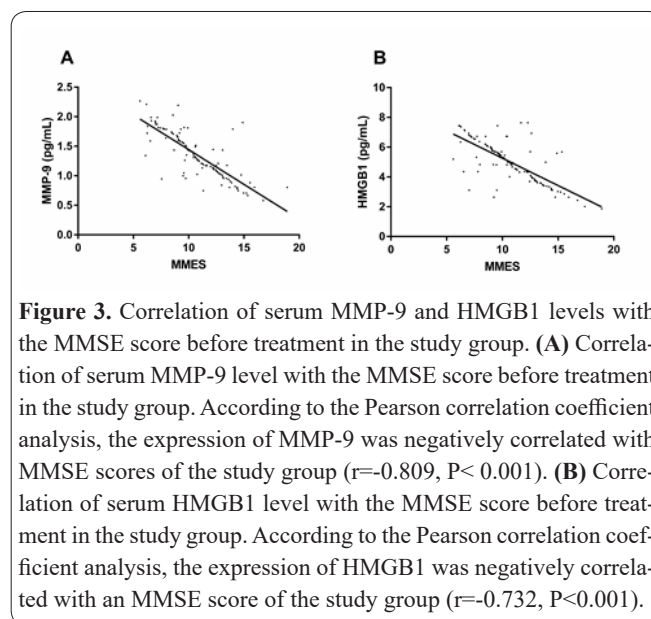 A
B
MMP-9 (pg/mL)
2.5
2.0
1.5
1.0
0.5
0.0
0
5
10
15
20
MMES
HMGB1 (pg/mL)
10
8
6
4
2
0
0
5
10
15
20
MMES
Figure 3. Correlation of serum MMP-9 and HMGB1 levels with
the MMSE score before treatment in the study group. (A) Correla-
tion of serum MMP-9 level with the MMSE score before treatment
in the study group. According to the Pearson correlation coefficient
analysis, the expression of MMP-9 was negatively correlated with
MMSE scores of the study group (r=-0.809, P< 0.001). (B) Corre-
lation of serum HMGB1 level with the MMSE score before treat-
ment in the study group. According to the Pearson correlation coef-
ficient analysis, the expression of HMGB1 was negatively correla-
ted with an MMSE score of the study group (r=-0.732, P<0.001).